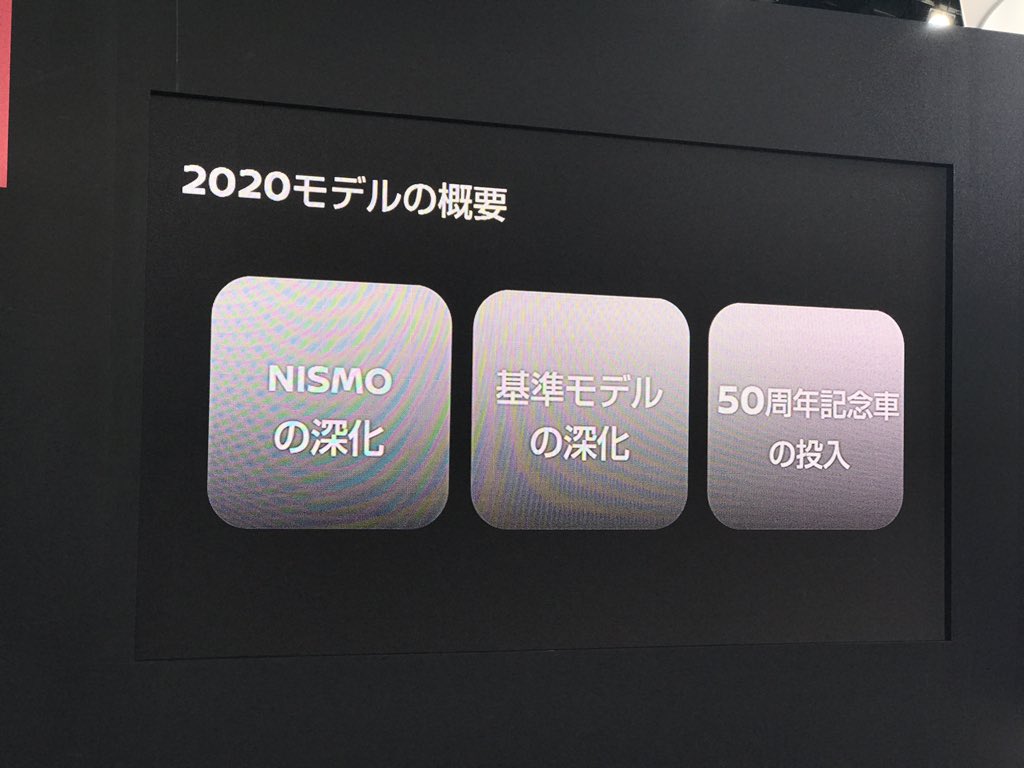 2020モデルの概要
NISMO
の深化
基準モデル
の深化
50周年記念車
の投入